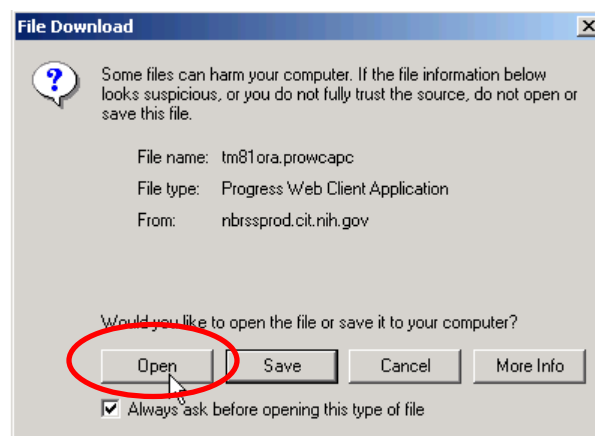 File Download
Some files can harm your computer. If the file information below
looks suspicious, or you do not fully trust the source, do not open or
save this file.
File name: tm81ora.prowcapc
File type: Progress Web Client Application
From: nbrssprod.cit.nih.gov
Would you like to open the file or save it to your computer?
Open Save Cancel More Info
Always ask before opening this type of file